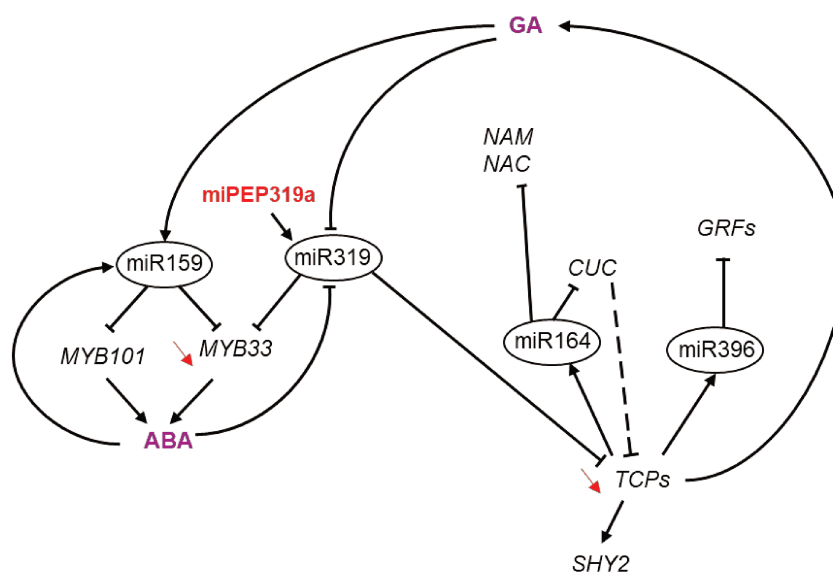 GA
NAM
NAC
miPEP319a
GRFs
miR159
miR319
CUC
miR164
miR396
MYB101
MYB33
ABA
TCPs
SHY2